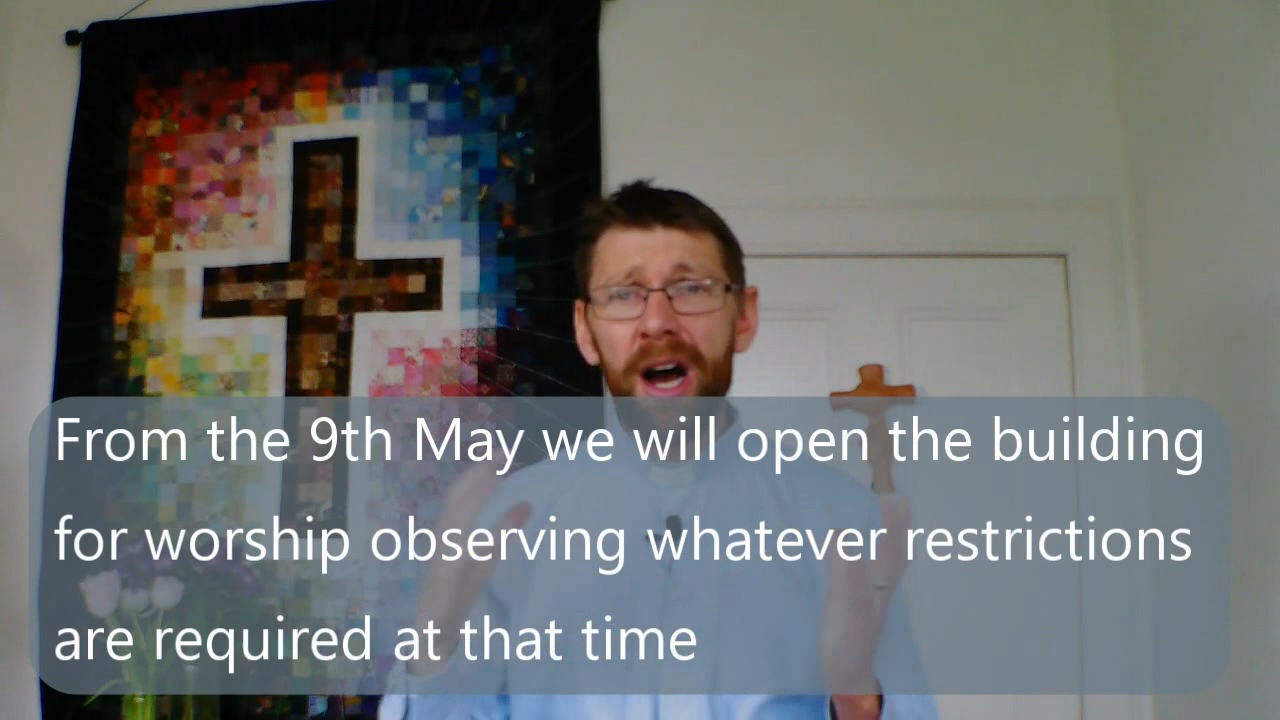 From the 9th May we will open the building
for worship observing whatever restrictions
are required at that time